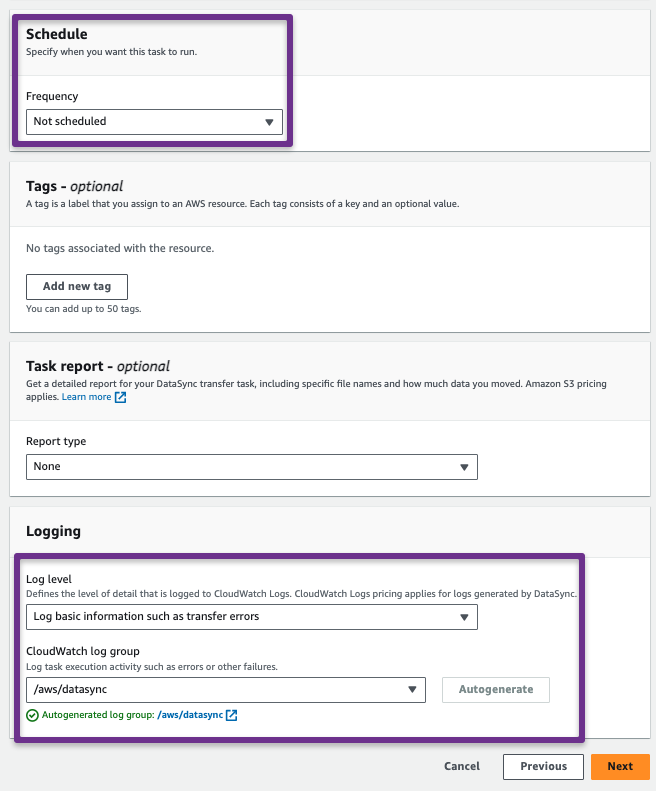 Schedule
Specify when you want this task to run.
Frequency
Not scheduled
Tags - optional
A tag is a label that you assign to an AWS resource. Each tag consists of a key and an optional value.
No tags associated with the resource.
Add new tag
You can add up to 50 tags.
Task report - optional
Get a detailed report for your DataSync transfer task, including specific file names and how much data you moved. Amazon S3 pricing
applies. Learn more
Report type
None
Logging
Log level
Defines the level of detail that is logged to CloudWatch Logs. CloudWatch Logs pricing applies for logs generated by DataSync.
Log basic information such as transfer errors
CloudWatch log group
Log task execution activity such as errors or other failures.
/aws/datasync
Autogenerate
Autogenerated log group: /aws/datasync
Cancel
Previous
Next